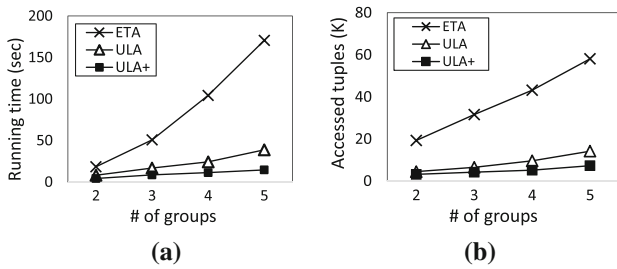 Running time (sec)
200
150
100
50
0
ETA
ULA
ULA+
2 3 4 5
# of groups
(a)
Accessed tuples (K)
80
60
40
20
0
ETA
ULA
ULA+
2 3 4 5
# of groups
(b)